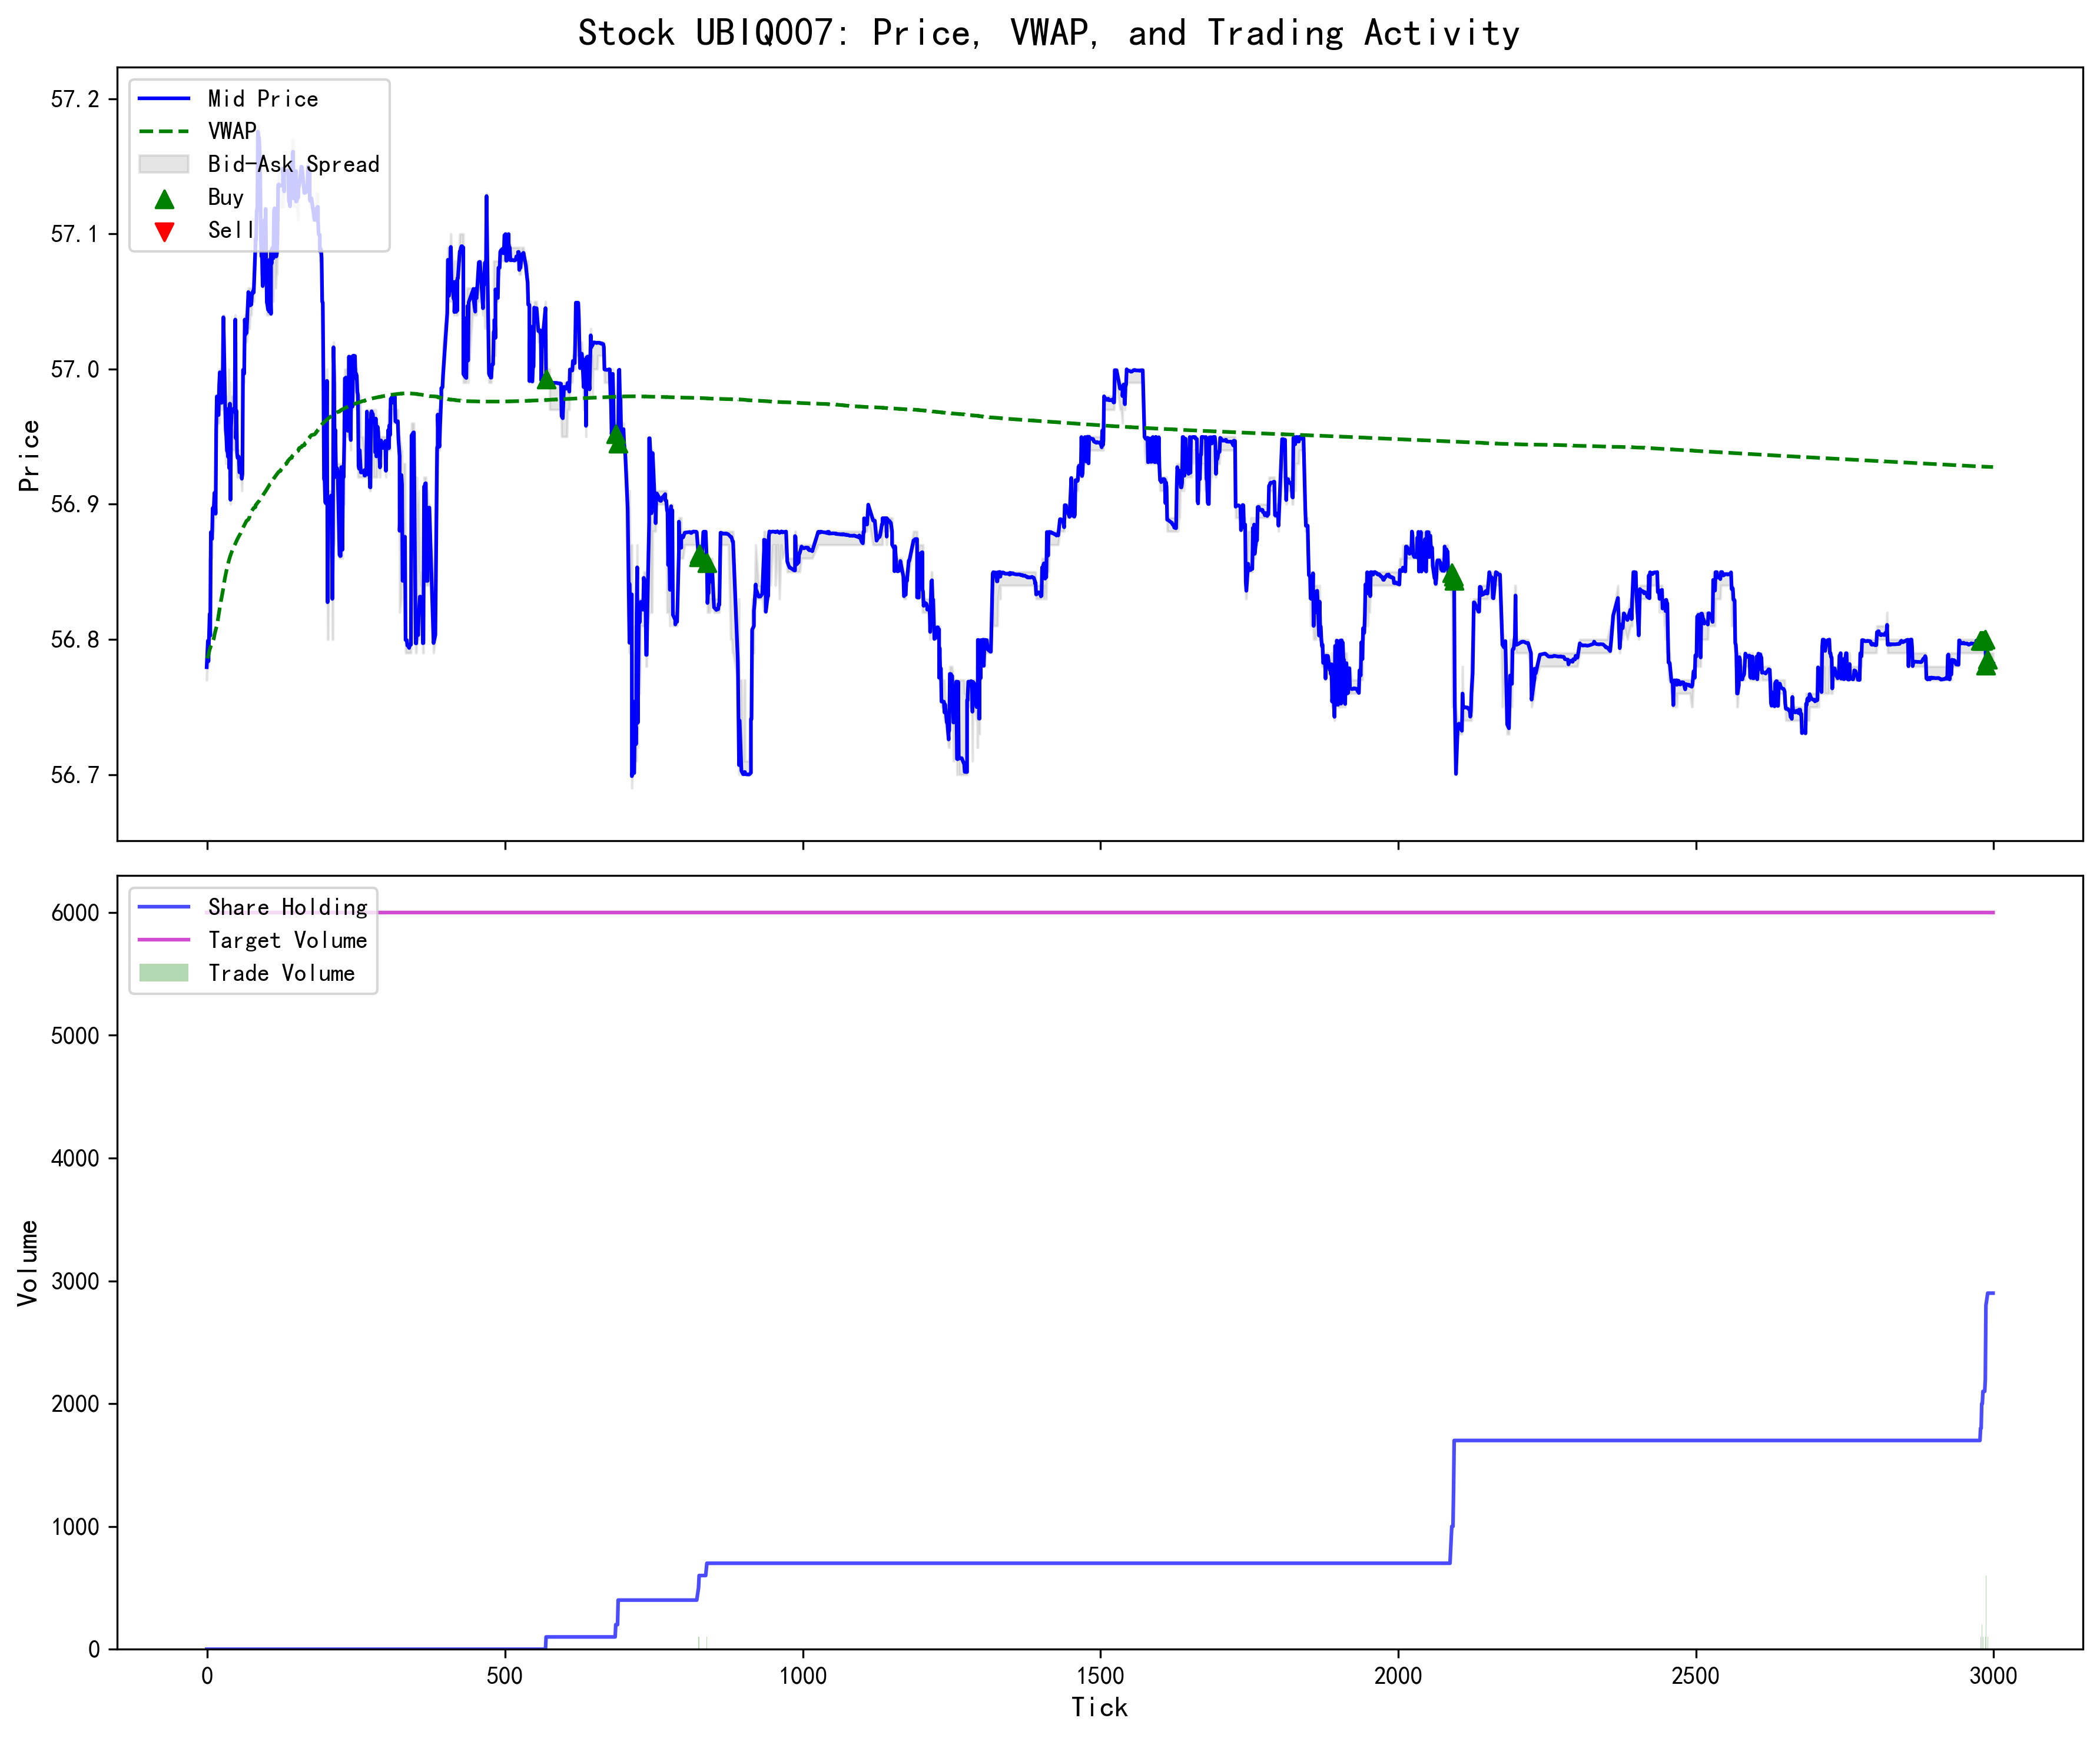 Stock UBIQ007: Price, VWAP, and Trading Activity
Mid Price
VWAP
Bid-Ask Spread
Buy
Sell
57.2
57.1
57.0
56.9
56.8
56.7
Price
Share Holding
Target Volume
Trade Volume
6000
5000
4000
3000
2000
1000
0
Volume
0 500 1000 1500 2000 2500 3000
Tick